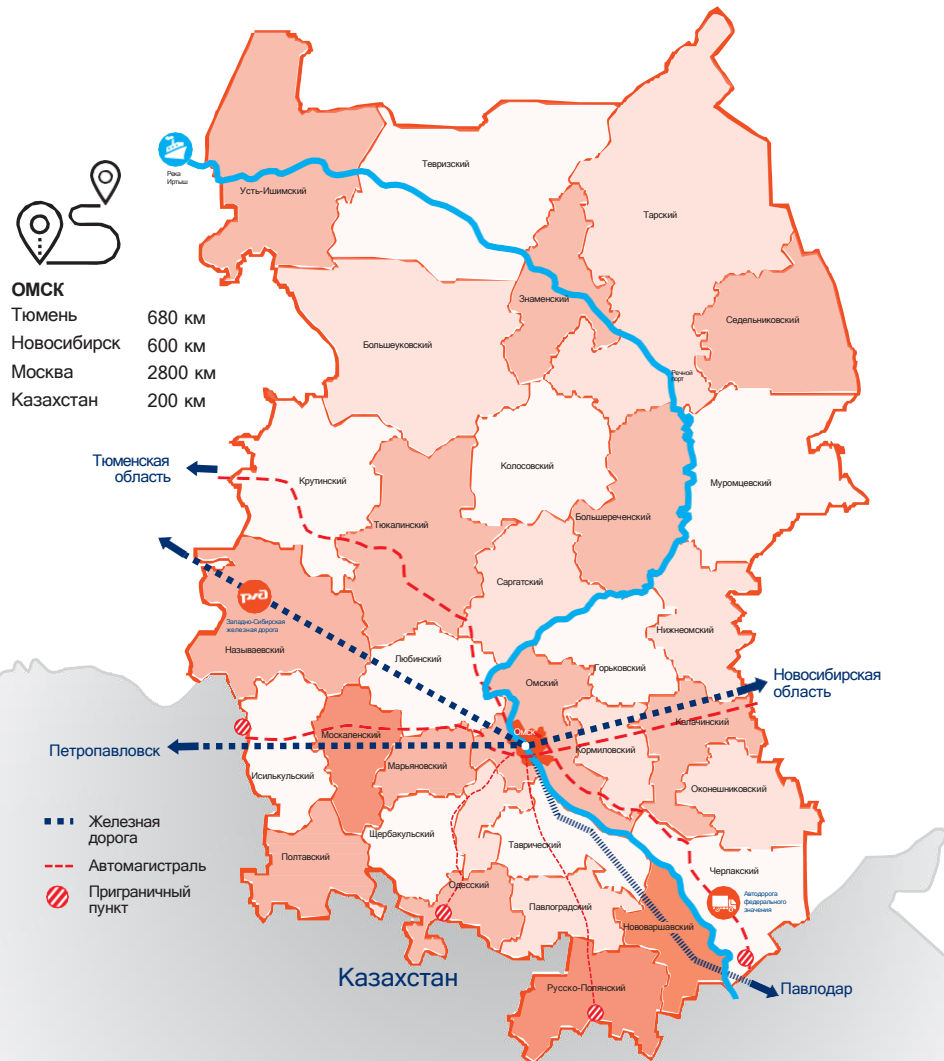 Река
Иртыш
ОМСК
Тюмень 680 км
Новосибирск 600 км
Москва 2800 км
Казахстан 200 км
Тевризский
Усть-Ишимский
Тарский
Знаменский
Седельниковский
Большеуковский
Речной
порт
Тюменская
область
Крутинский
Колосовский
Муромцевский
Тюкалинский
Большереченский
Саргатский
РЖД
Западно-Сибирская
железная дорога
Называевский
Нижнеомский
Любинский
Горьковский
Омский
Новосибирская
область
Келачинский
Москаленский
Омск
Кормиловский
Петропавловск
Марьяновский
Исилькульский
Оконешниковский
Железная
дорога
Автомагистраль
Приграничный
пункт
Щербакульский
Таврический
Полтавский
Черлакский
Одесский
Автодорога
федерального
значения
Павлоградский
Нововаршавский
Казахстан
Русско-Полянский
Павлодар